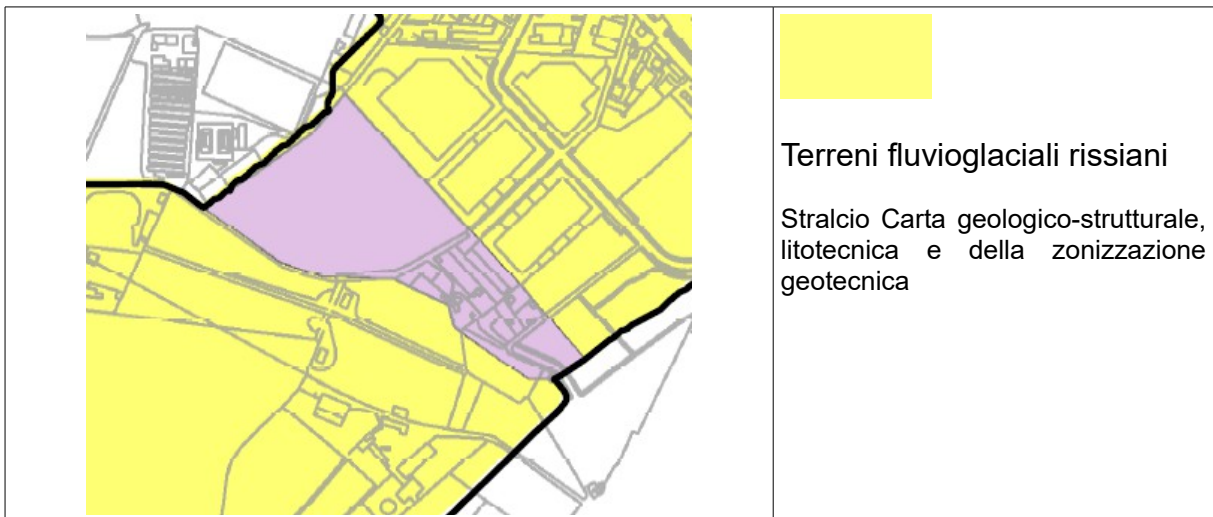 Terreni fluvioglaciali rissiani
Stralcio Carta geologico-strutturale,
litotecnica e della zonizzazione
geotecnica